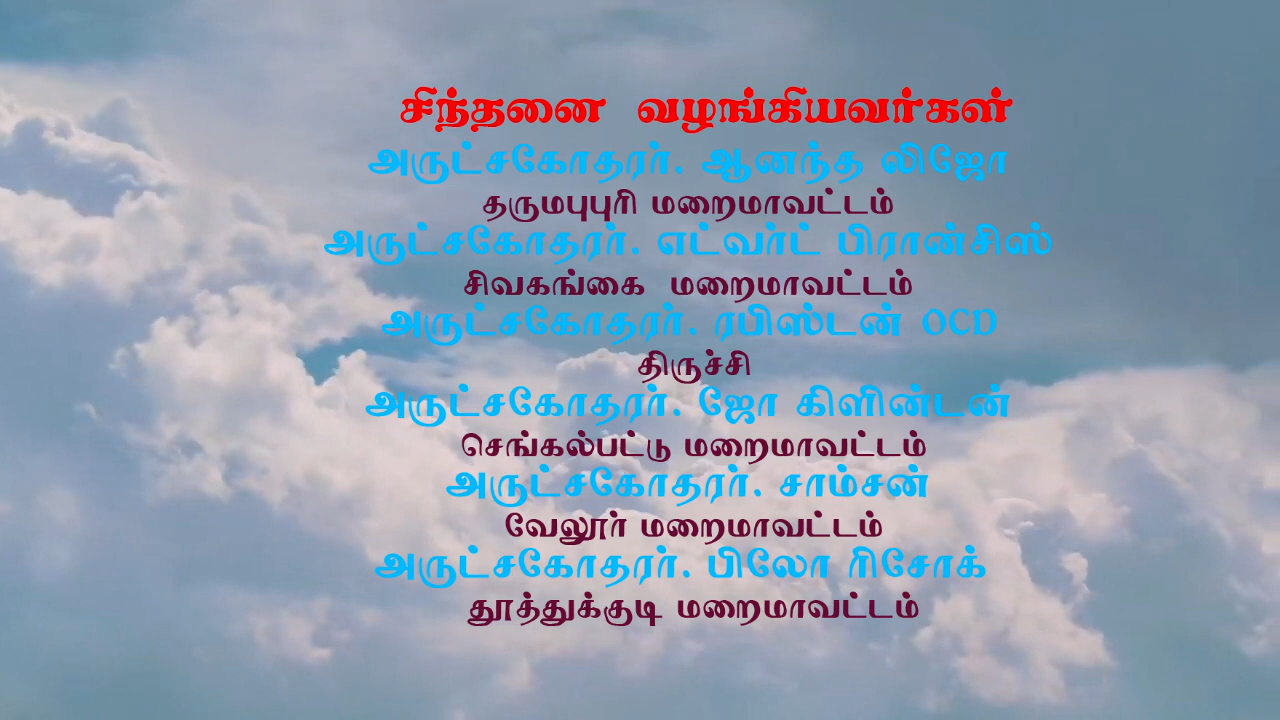 சிந்தனை வழங்கியவர்கள்
அருட்சகோதரர். ஆனந்த லிஜோ
தருமபுபுரி மறைமாவட்டம்
அருட்சகோதரர். எட்வர்ட் பிரான்சிஸ்
சிவகங்கை மறைமாவட்டம்
அருட்சகோதரர். ரபிஸ்டன் OCD
திருச்சி
அருட்சகோதரர். ஜோ கிளின்டன்
செங்கல்பட்டு மறைமாவட்டம்
அருட்சகோதரர். சாம்சன்
வேலூர் மறைமாவட்டம்
அருட்சகோதரர். பிலோ ரிசோக்
தூத்துக்குடி மறைமாவட்டம்